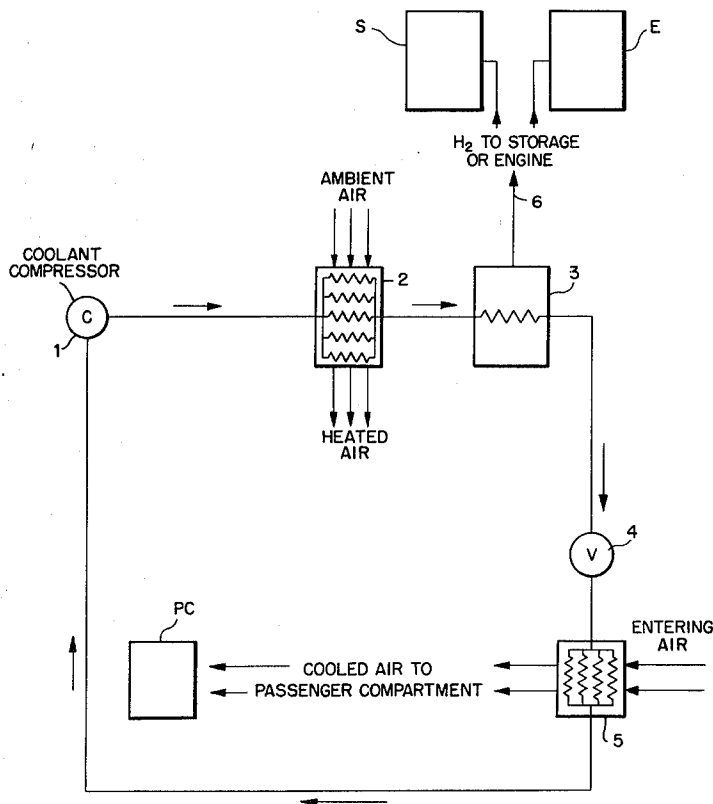 S
E
H2 TO STORAGE
OR ENGINE
6
AMBIENT
AIR
COOLANT
COMPRESSOR
C
1
2
3
HEATED
AIR
V
4
PC
COOLED AIR TO
PASSENGER COMPARTMENT
ENTERING
AIR
5